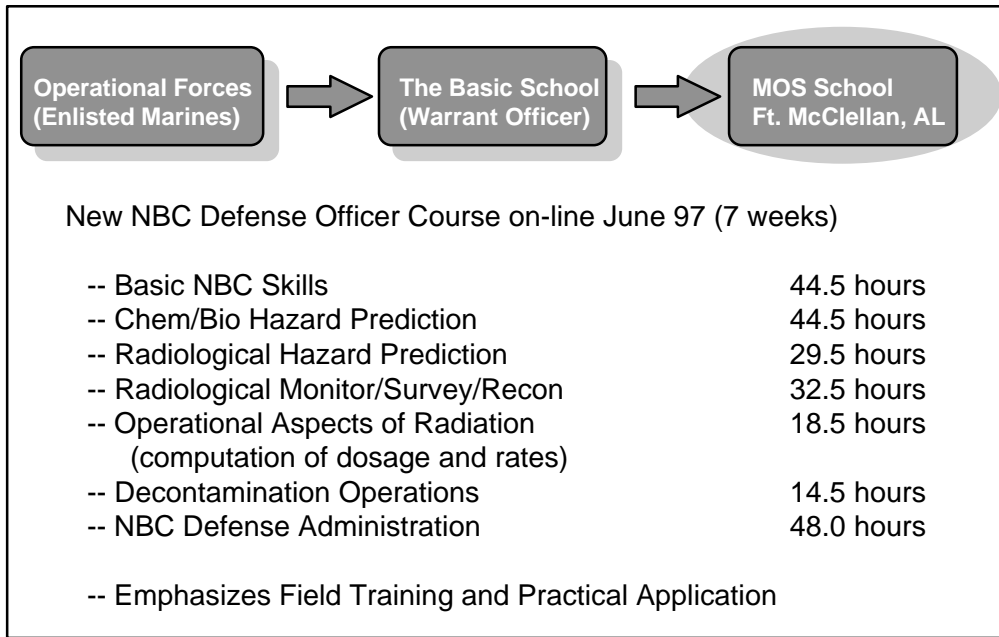 Operational Forces
(Enlisted Marines)
The Basic School
(Warrant Officer)
MOS School
Ft. McClellan, AL
New NBC Defense Officer Course on-line June 97 (7 weeks)
-- Basic NBC Skills 44.5 hours
-- Chem/Bio Hazard Prediction 44.5 hours
-- Radiological Hazard Prediction 29.5 hours
-- Radiological Monitor/Survey/Recon 32.5 hours
-- Operational Aspects of Radiation 18.5 hours
(computation of dosage and rates)
-- Decontamination Operations 14.5 hours
-- NBC Defense Administration 48.0 hours
-- Emphasizes Field Training and Practical Application